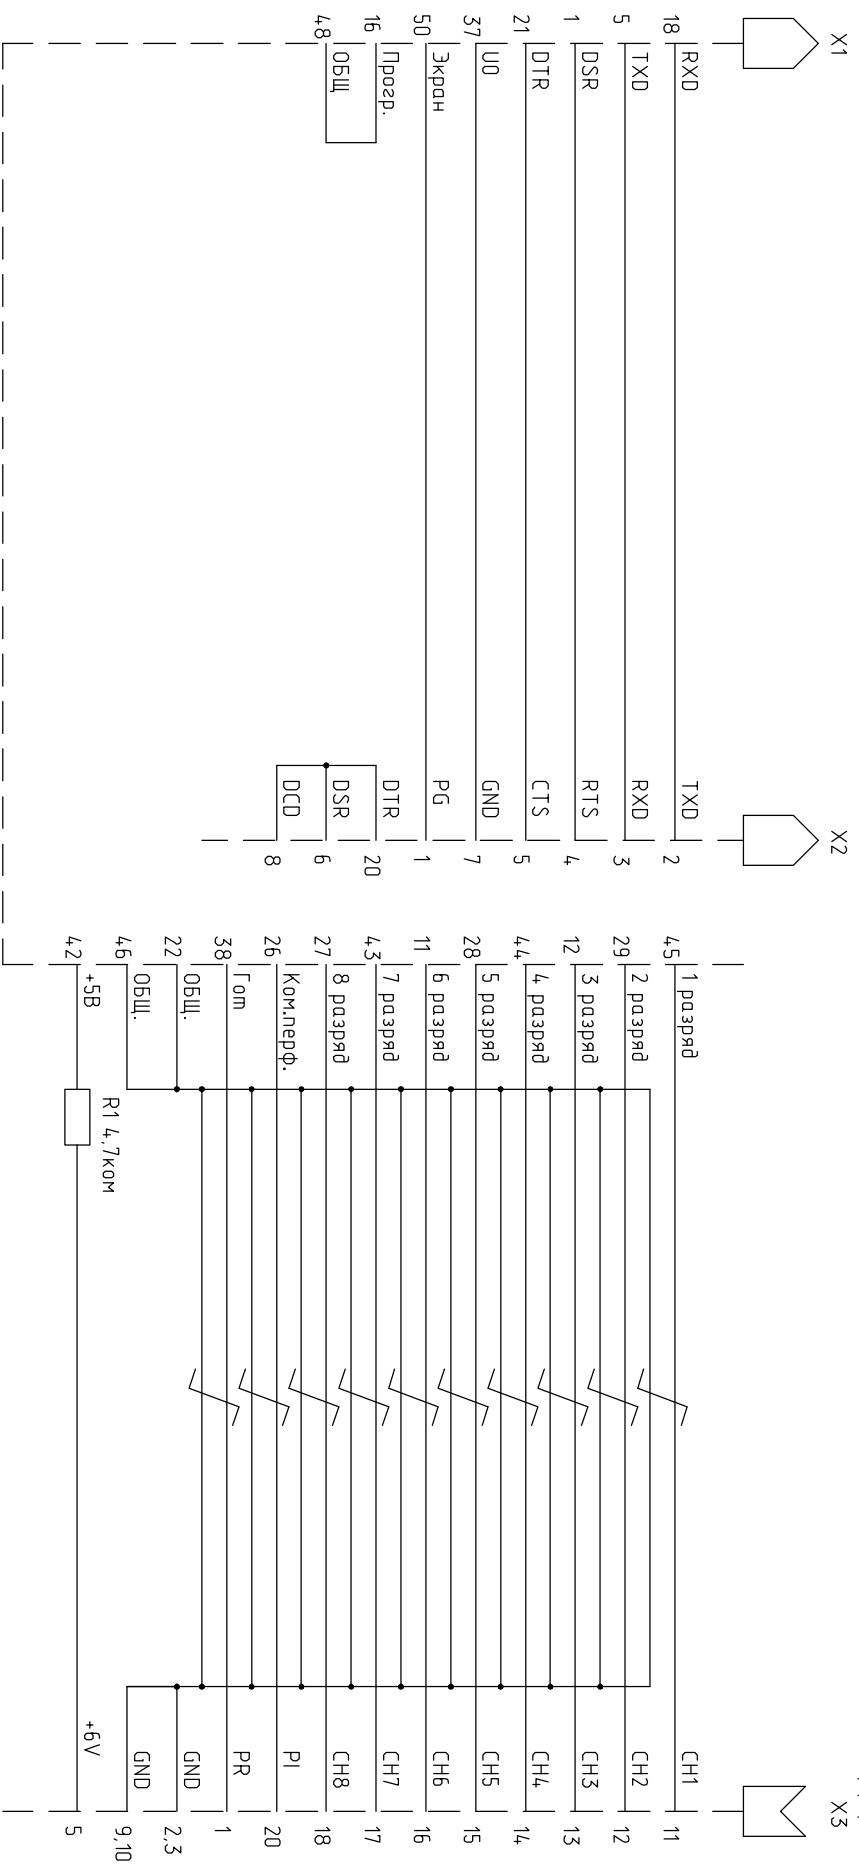 X1
18 RXD
5 TXD
1 DSR
21 DTR
37 U0
50 Экран
16 Прогр.
48 ОБЩ
X2
TXD 2
RXD 3
RTS 4
CTS 5
GND 7
PG 1
DTR 20
DSR 6
DCD 8
45 1 разряд
29 2 разряд
12 3 разряд
44 4 разряд
28 5 разряд
11 6 разряд
43 7 разряд
27 8 разряд
26 Ком.перф.
38 Гот
22 ОБЩ.
46 ОБЩ.
42 +5В
R1 4,7ком
X3
CH1 11
CH2 12
CH3 13
CH4 14
CH5 15
CH6 16
CH7 17
CH8 18
PI 20
PR 1
GND 2,3
GND 9,10
+6V 5